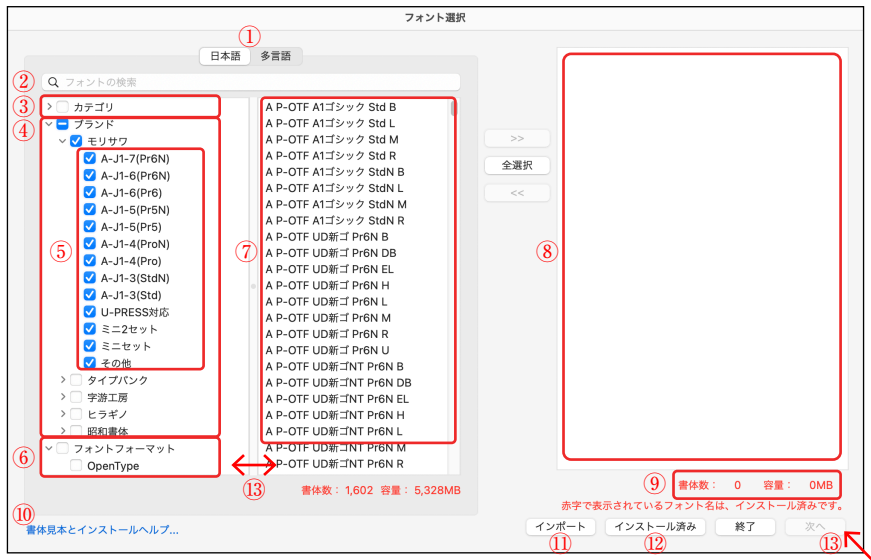 フォント選択
①
日本語 多言語
② フォントの検索
③ カテゴリ
④ ブランド
モリサワ
A-J1-7(Pr6N)
A-J1-6(Pr6N)
A-J1-6(Pr6)
A-J1-5(Pr5N)
A-J1-5(Pr5)
A-J1-4(ProN)
⑤
A-J1-4(Pro)
A-J1-3(StdN)
A-J1-3(Std)
U-PRESS対応
ミニ2セット
ミニセット
その他
タイプバンク
字游工房
ヒラギノ
昭和書体
⑥ フォントフォーマット
OpenType
A P-OTF A1ゴシック Std B
A P-OTF A1ゴシック Std L
A P-OTF A1ゴシック Std M
A P-OTF A1ゴシック Std R
A P-OTF A1ゴシック StdN B
A P-OTF A1ゴシック StdN L
A P-OTF A1ゴシック StdN M
A P-OTF A1ゴシック StdN R
A P-OTF UD新ゴ Pr6N B
⑦ A P-OTF UD新ゴ Pr6N DB
A P-OTF UD新ゴ Pr6N EL
A P-OTF UD新ゴ Pr6N H
A P-OTF UD新ゴ Pr6N L
A P-OTF UD新ゴ Pr6N M
A P-OTF UD新ゴ Pr6N R
A P-OTF UD新ゴ Pr6N U
A P-OTF UD新ゴNT Pr6N B
A P-OTF UD新ゴNT Pr6N DB
A P-OTF UD新ゴNT Pr6N EL
A P-OTF UD新ゴNT Pr6N H
A P-OTF UD新ゴNT Pr6N L
A P-OTF UD新ゴNT Pr6N M
A P-OTF UD新ゴNT Pr6N R
⑬
書体数： 1,602 容量： 5,328MB
>>
全選択
<<
⑧
⑨ 書体数： 0 容量： 0MB
赤字で表示されているフォント名は、インストール済みです。
⑩
書体見本とインストールヘルプ...
インポート インストール済み 終了 次へ
⑪ ⑫ ⑬